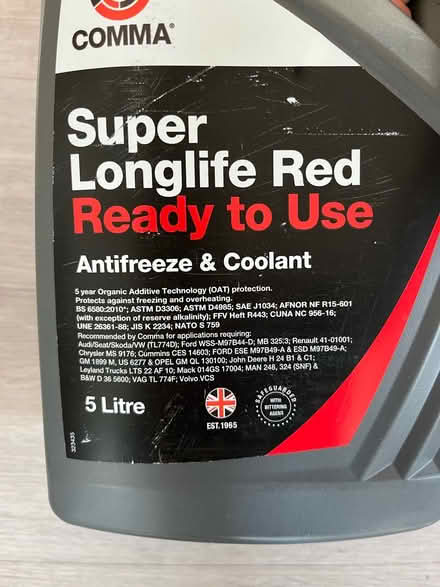 COMMA®
Super
Longlife Red
Ready to Use
Antifreeze & Coolant
5 year Organic Additive Technology (OAT) protection.
Protects against freezing and overheating.
BS 6580:2010*; ASTM D3306; ASTM D4985; SAE J1034; AFNOR NF R15-601
(with exception of reserve alkalinity); FFV Heft R443; CUNA NC 956-16;
UNE 26361-88; JIS K 2234; NATO S 759
Recommended by Comma for applications requiring:
Audi/Seat/Skoda/VW (TL774D); Ford WSS-M97B44-D; MB 325.3; Renault 41-01001;
Chrysler MS 9176; Cummins CES 14603; FORD ESE M97B49-A & ESD M97B49-A;
GM 1899 M, US 6277 & OPEL GM QL 130100; John Deere H 24 B1 & C1;
Leyland Trucks LTS 22 AF 10; Mack 014GS 17004; MAN 248, 324 (SNF) &
B&W D 36 5600; VAG TL 774F; Volvo VCS
5 Litre
EST. 1965
SAFEGUARDED
WITH
BITTERING
AGENT
323435